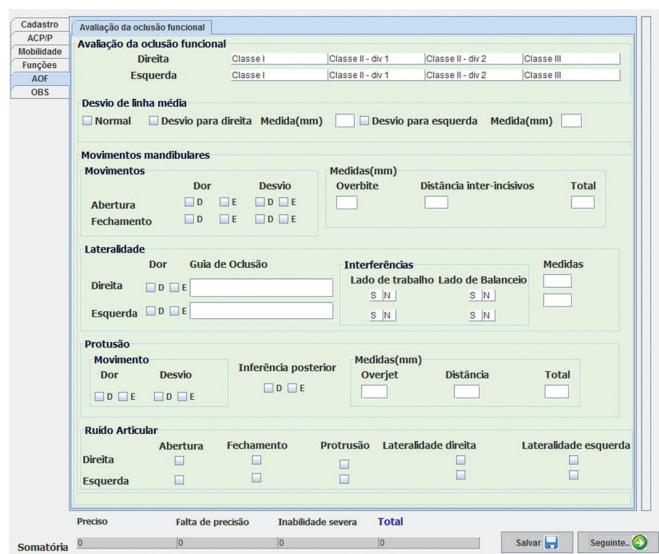 Cadastro
ACP/P
Mobilidade
Funções
AOF
OBS
Avaliação da oclusão funcional
Avaliação da oclusão funcional
Direita Classe I Classe II - div 1 Classe II - div 2 Classe III
Esquerda Classe I Classe II - div 1 Classe II - div 2 Classe III
Desvio de linha média
Normal Desvio para direita Medida(mm) Desvio para esquerda Medida(mm)
Movimentos mandibulares
Movimentos
Dor Desvio
Abertura D E D E
Fechamento D E D E
Medidas(mm)
Overbite Distância inter-incisivos Total
Lateralidade
Dor Guia de Oclusão
Direita D E
Esquerda D E
Interferências
Lado de trabalho Lado de Balanceio
S N S N
S N S N
Medidas
Protusão
Movimento
Dor Desvio
D E D E
Inferência posterior
D E
Medidas(mm)
Overjet Distância Total
Ruído Articular
Abertura Fechamento Protrusão Lateralidade direita Lateralidade esquerda
Direita
Esquerda
Preciso Falta de precisão Inabilidade severa Total
Somatória 0 0 0 0
Salvar Seguinte..